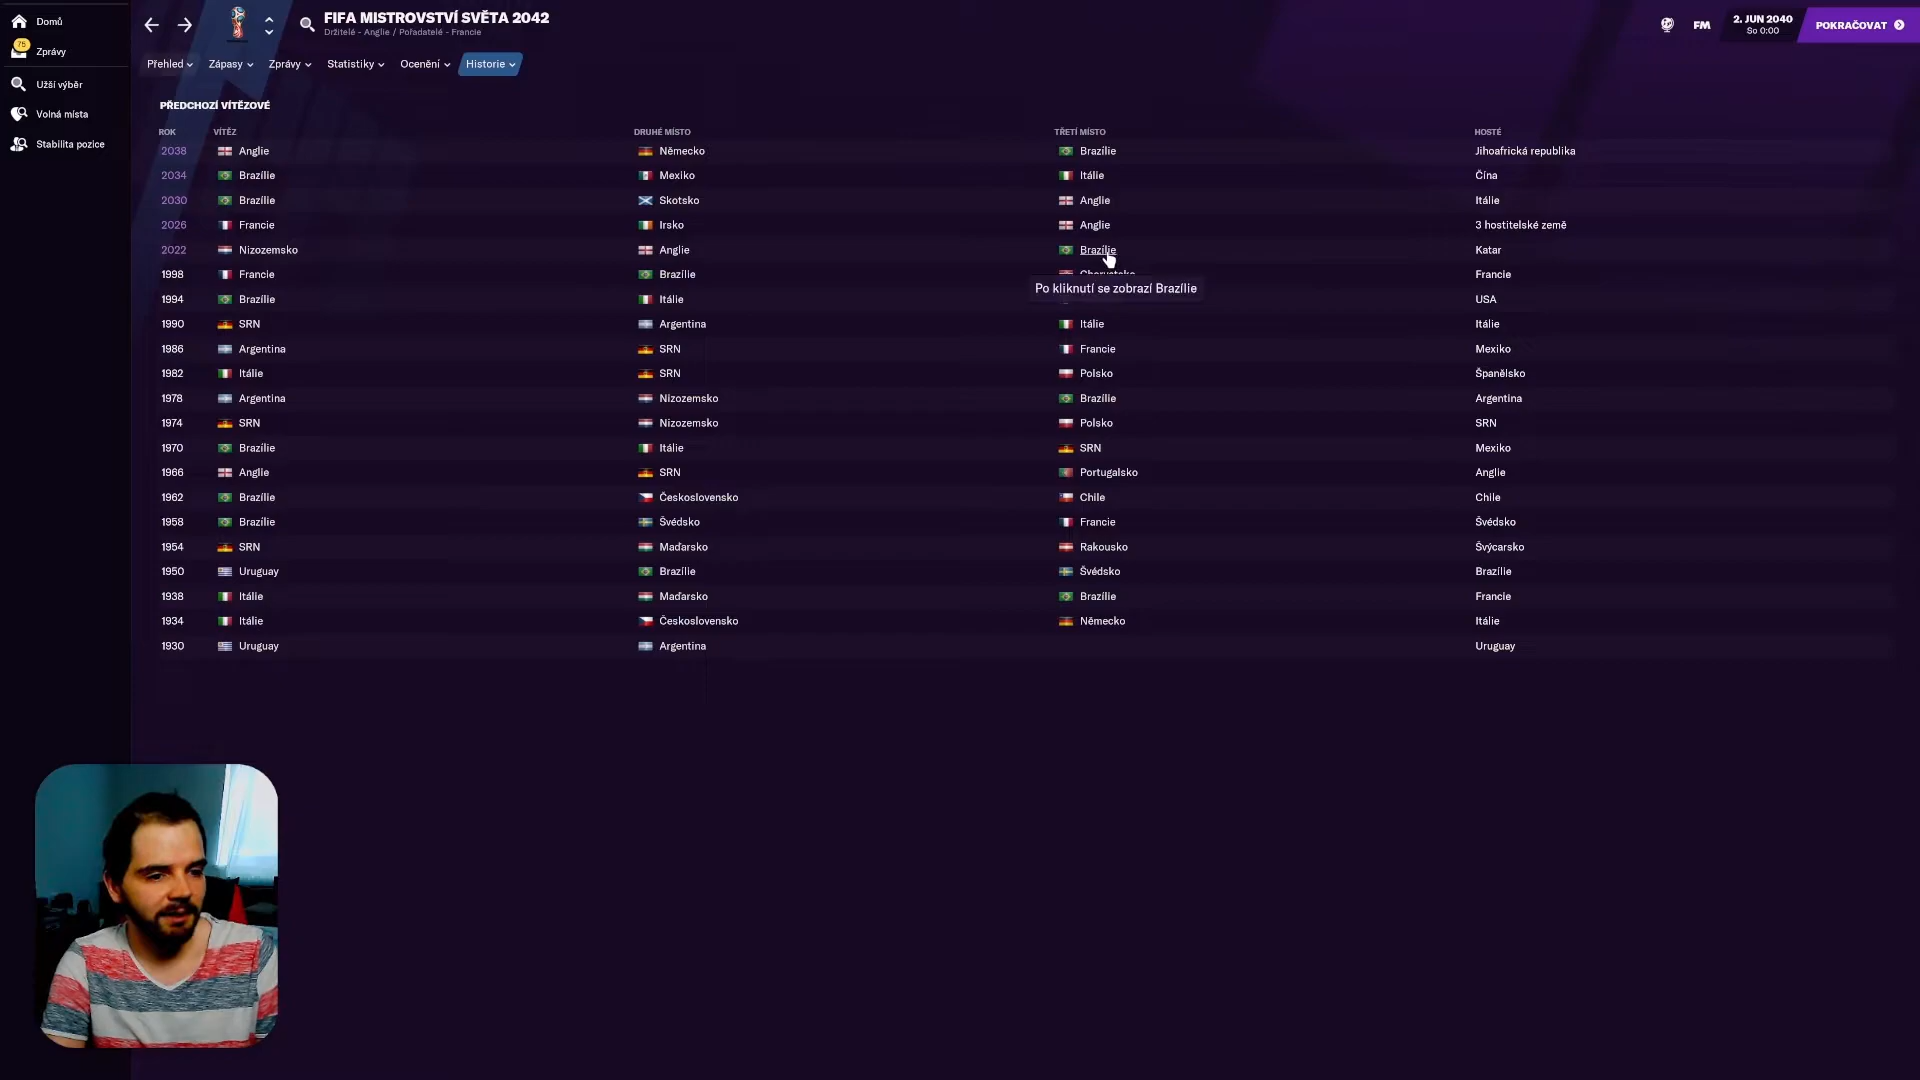 Domů
75
Zprávy
Užší výběr
Volná místa
Stabilita pozice
FIFA MISTROVSTVÍ SVĚTA 2042
Držitelé - Anglie / Pořadatelé - Francie
FM
2. JUN 2040
So 0:00
POKRAČOVAT
Přehled Zápasy Zprávy Statistiky Ocenění Historie
PŘEDCHOZÍ VÍTĚZOVÉ
ROK VÍTĚZ DRUHÉ MÍSTO TŘETÍ MÍSTO HOSTÉ
2038 Anglie Německo Brazílie Jihoafrická republika
2034 Brazílie Mexiko Itálie Čína
2030 Brazílie Skotsko Anglie Itálie
2026 Francie Irsko Anglie 3 hostitelské země
2022 Nizozemsko Anglie Brazílie Katar
1998 Francie Brazílie Francie
Po kliknutí se zobrazí Brazílie
1994 Brazílie Itálie USA
1990 SRN Argentina Itálie Itálie
1986 Argentina SRN Francie Mexiko
1982 Itálie SRN Polsko Španělsko
1978 Argentina Nizozemsko Brazílie Argentina
1974 SRN Nizozemsko Polsko SRN
1970 Brazílie Itálie SRN Mexiko
1966 Anglie SRN Portugalsko Anglie
1962 Brazílie Československo Chile Chile
1958 Brazílie Švédsko Francie Švédsko
1954 SRN Maďarsko Rakousko Švýcarsko
1950 Uruguay Brazílie Švédsko Brazílie
1938 Itálie Maďarsko Brazílie Francie
1934 Itálie Československo Německo Itálie
1930 Uruguay Argentina Uruguay